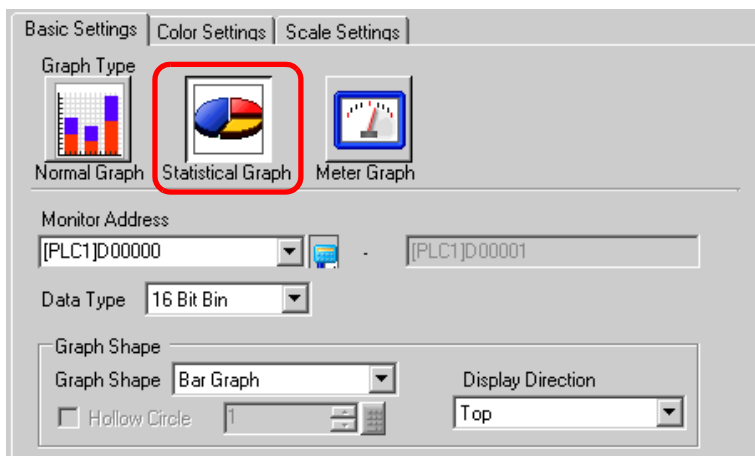 Basic Settings Color Settings Scale Settings
Graph Type
Normal Graph Statistical Graph Meter Graph
Monitor Address
[PLC1]D00000 - [PLC1]D00001
Data Type 16 Bit Bin
Graph Shape
Graph Shape Bar Graph Display Direction
Hollow Circle 1 Top